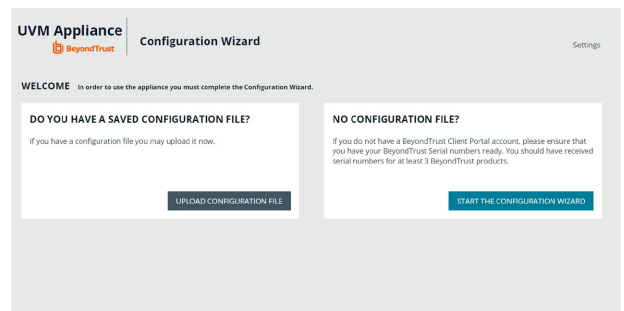 UVM Appliance
BeyondTrust
Configuration Wizard
Settings
WELCOME In order to use the appliance you must complete the Configuration Wizard.
DO YOU HAVE A SAVED CONFIGURATION FILE?
If you have a configuration file you may upload it now.
UPLOAD CONFIGURATION FILE
NO CONFIGURATION FILE?
If you do not have a BeyondTrust Client Portal account, please ensure that
you have your BeyondTrust Serial numbers ready. You should have received
serial numbers for at least 3 BeyondTrust products.
START THE CONFIGURATION WIZARD